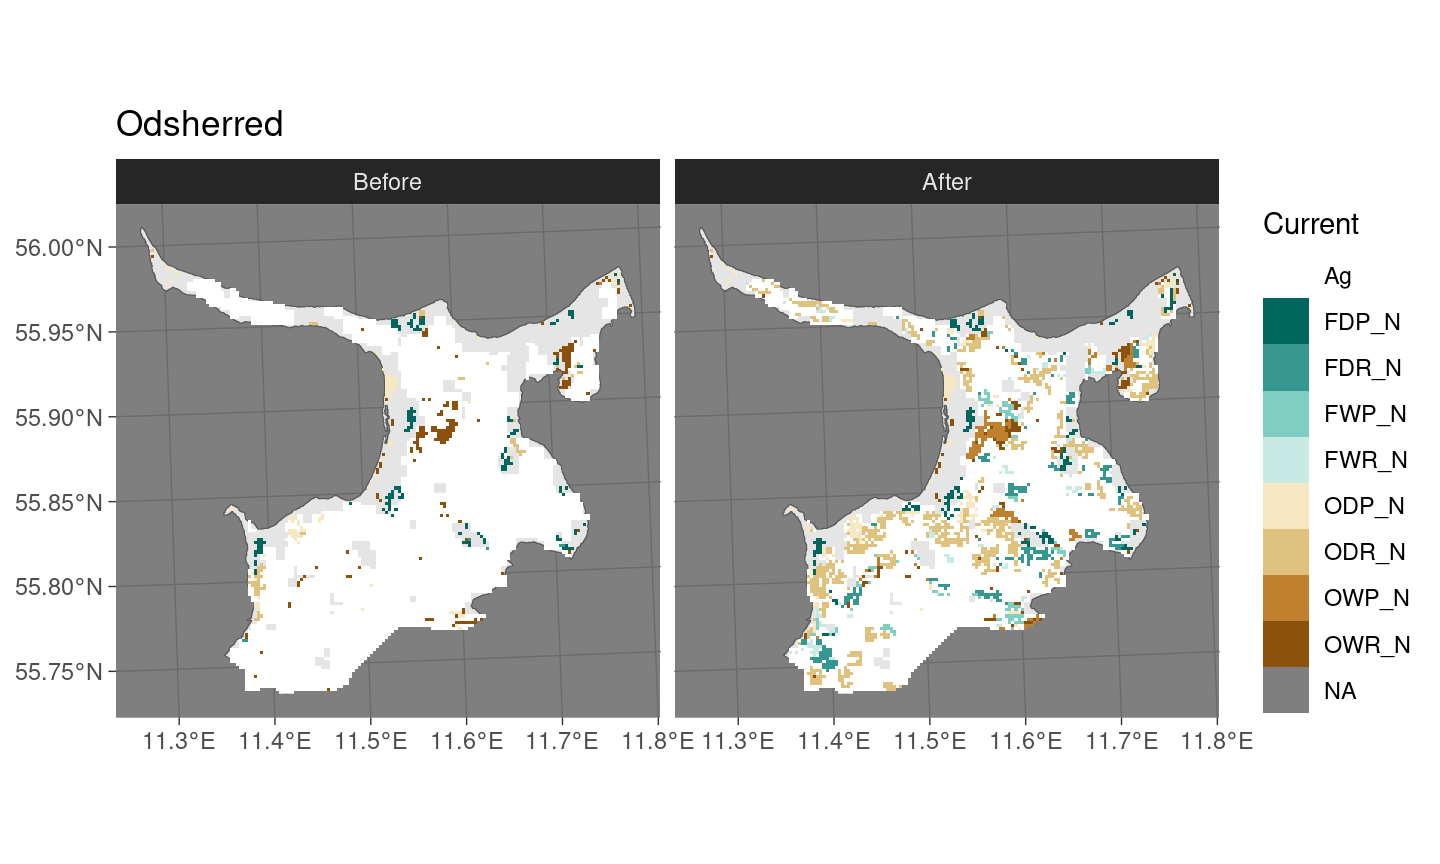 Odsherred
Before
After
56.00°N
55.95°N
55.90°N
55.85°N
55.80°N
55.75°N
11.3°E 11.4°E 11.5°E 11.6°E 11.7°E 11.8°E
11.3°E 11.4°E 11.5°E 11.6°E 11.7°E 11.8°E
Current
Ag
FDP_N
FDR_N
FWP_N
FWR_N
ODP_N
ODR_N
OWP_N
OWR_N
NA